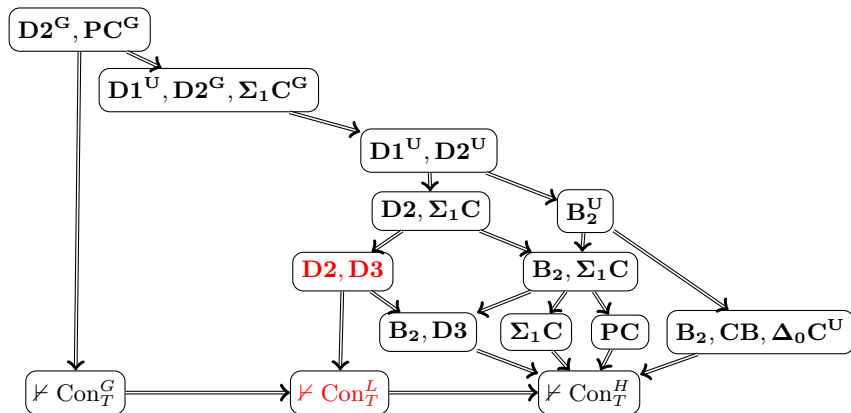 D2^G, PC^G
D1^U, D2^G, Σ₁C^G
D1^U, D2^U
D2, Σ₁C
B₂^U
D2, D3
B₂, Σ₁C
B₂, D3
Σ₁C
PC
B₂, CB, Δ₀C^U
⊬ Con_T^G
⊬ Con_T^L
⊬ Con_T^H